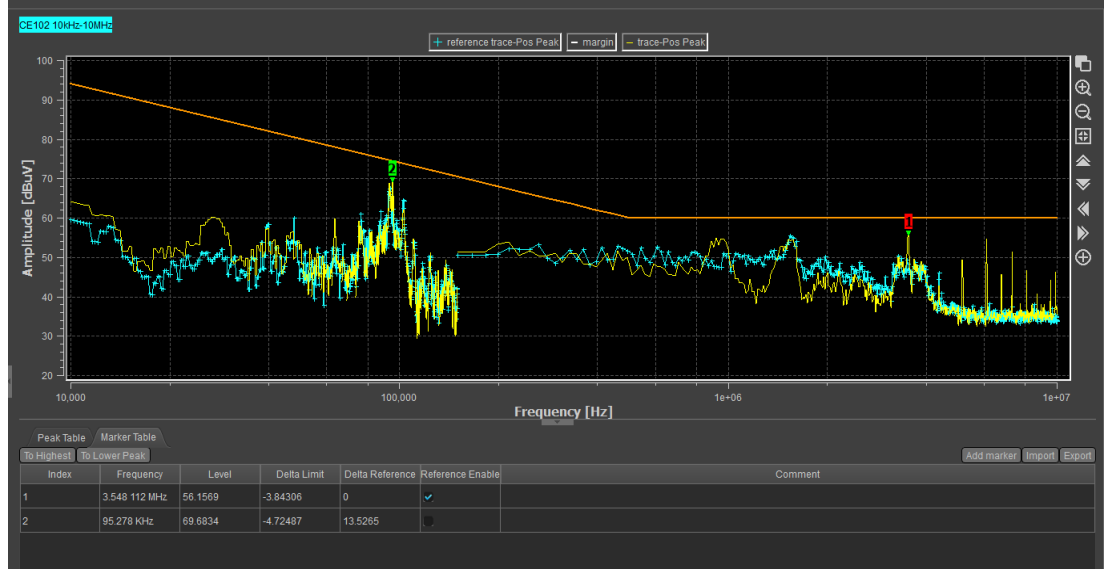 CE102 10kHz-10MHz
+ reference trace-Pos Peak − margin − trace-Pos Peak
100
90
80
70
60
50
40
30
20
Amplitude [dBuV]
2
1
10,000 100,000 1e+06 1e+07
Frequency [Hz]
Peak Table Marker Table
To Highest To Lower Peak Add marker Import Export
Index Frequency Level Delta Limit Delta Reference Reference Enable Comment
1 3.548 112 MHz 56.1569 -3.84306 0
2 95.278 KHz 69.6834 -4.72487 13.5265